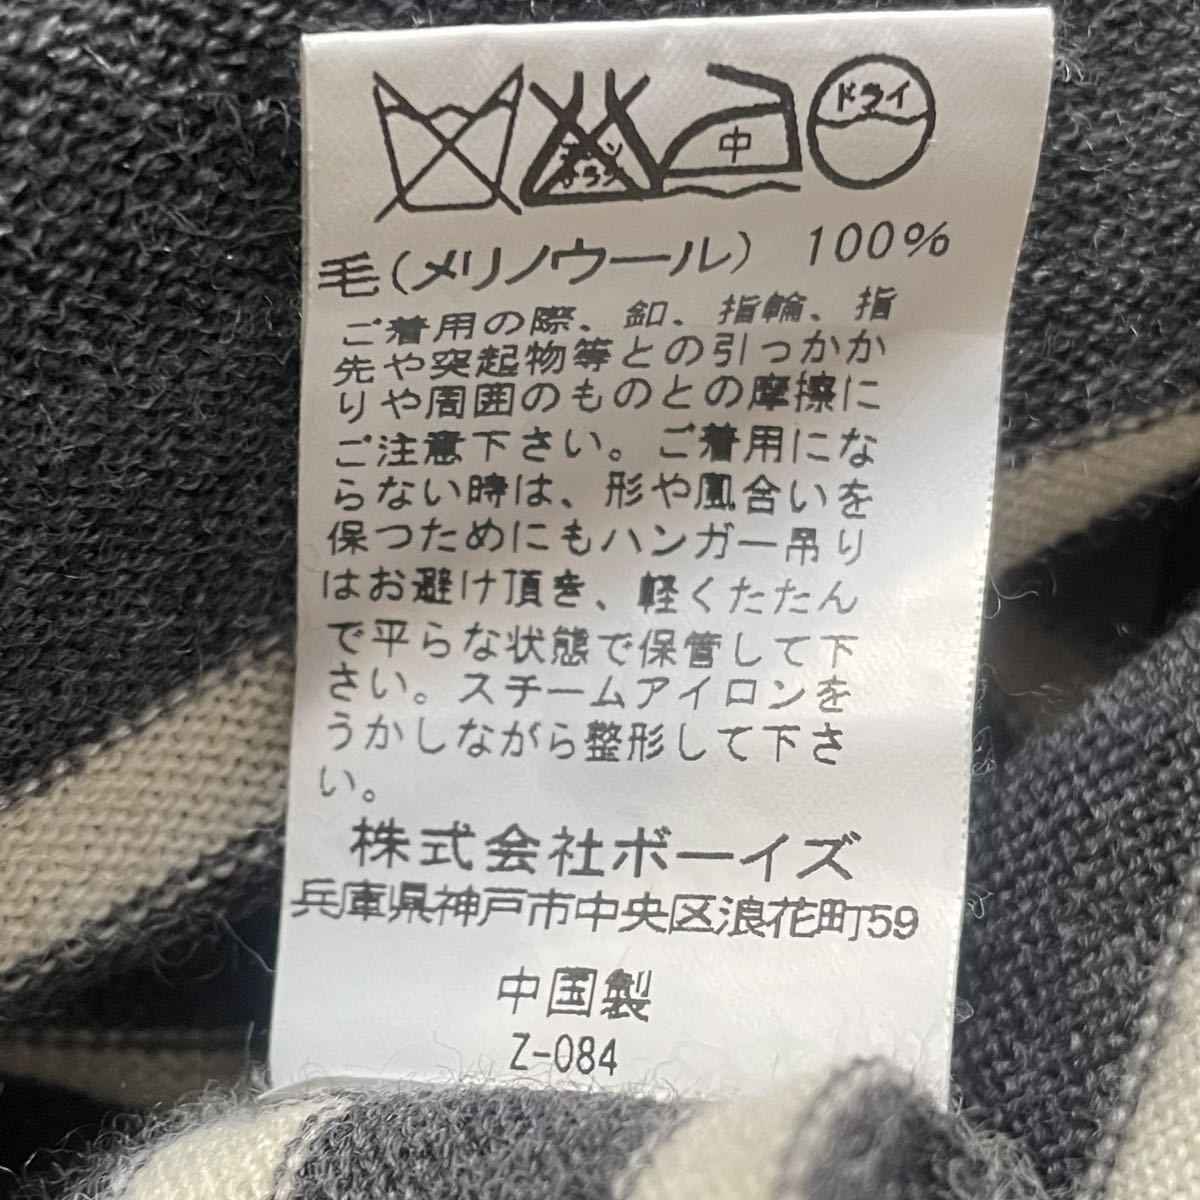 エンソ サラシ 中 ドライ
毛(メリノウール) 100%
ご着用の際、釦、指輪、指
先や突起物等との引っかか
りや周囲のものとの摩擦に
ご注意下さい。ご着用にな
らない時は、形や風合いを
保つためにもハンガー吊り
はお避け頂き、軽くたたん
で平らな状態で保管して下
さい。スチームアイロンを
うかしながら整形して下さ
い。
株式会社ボーイズ
兵庫県神戸市中央区浪花町59
中国製
Z-084